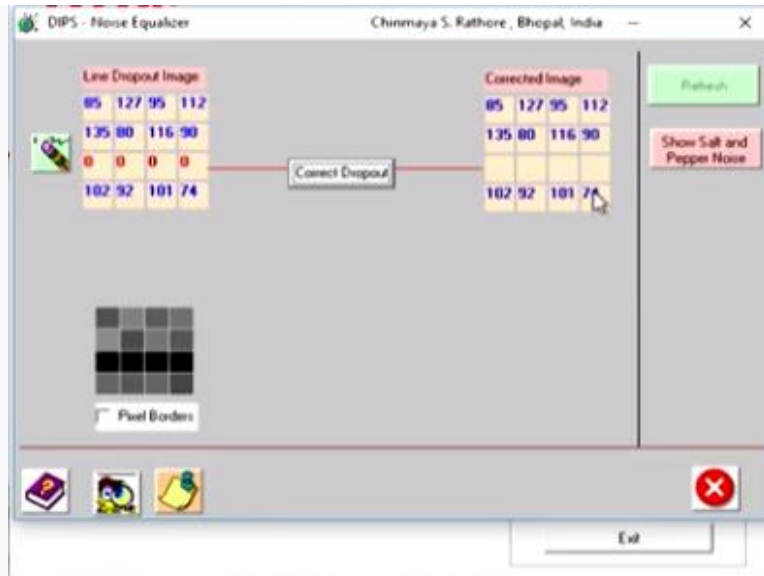 DIPS - Noise Equalizer
Chinmaya S. Rathore , Bhopal, India
Line Dropout Image
85 127 95 112
135 80 116 90
0 0 0 0
102 92 101 74
Correct Dropout
Corrected Image
85 127 95 112
135 80 116 90
102 92 101 74
Refresh
Show Salt and
Pepper Noise
Pixel Borders
Exit